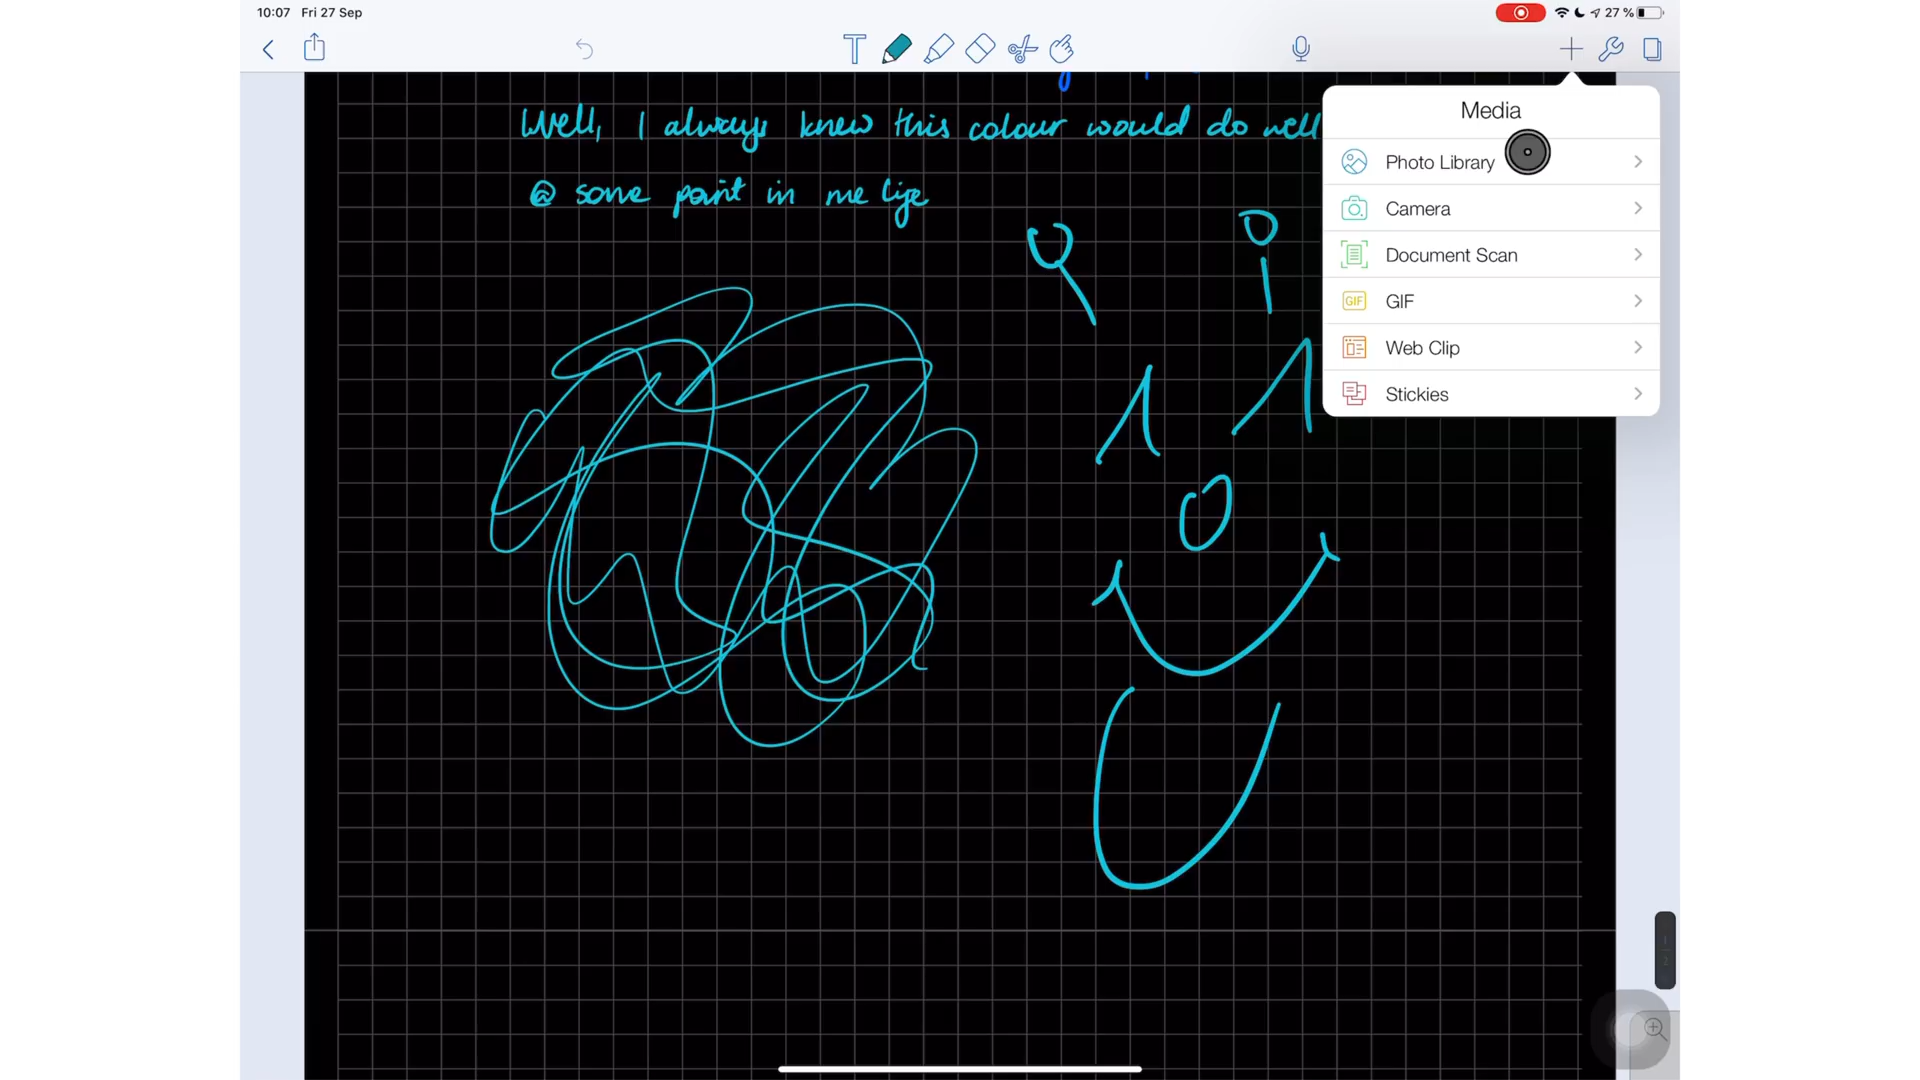 10:07 Fri 27 Sep
27 %
T
Media
Photo Library
Camera
Document Scan
GIF
GIF
Web Clip
Stickies
Well, I always knew this colour would do well
@ some point in me life